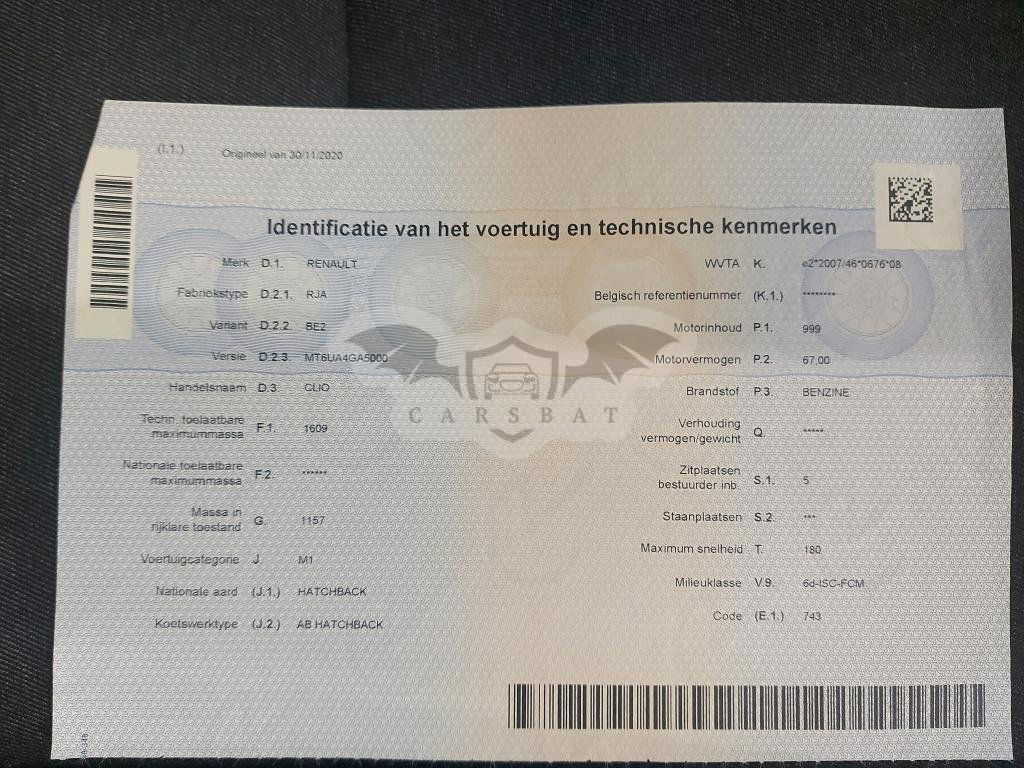 (I.1.) Origineel van 30/11/2020
Identificatie van het voertuig en technische kenmerken
Merk D.1. RENAULT
Fabriekstype D.2.1. RJA
Variant D.2.2. BE2
Versie D.2.3. MT6UA4GA5000
Handelsnaam D.3. CLIO
Techn. toelaatbare
maximummassa F.1. 1609
Nationale toelaatbare
maximummassa F.2. ******
Massa in
rijklare toestand G. 1157
Voertuigcategorie J. M1
Nationale aard (J.1.) HATCHBACK
Koetswerktype (J.2.) AB HATCHBACK
WVTA K. e2*2007/46*0676*08
Belgisch referentienummer (K.1.) ********
Motorinhoud P.1. 999
Motorvermogen P.2. 67,00
Brandstof P.3. BENZINE
Verhouding
vermogen/gewicht Q. *****
Zitplaatsen
bestuurder inb. S.1. 5
Staanplaatsen S.2. ***
Maximum snelheid T. 180
Milieuklasse V.9. 6d-ISC-FCM
Code (E.1.) 743
CARSBAT